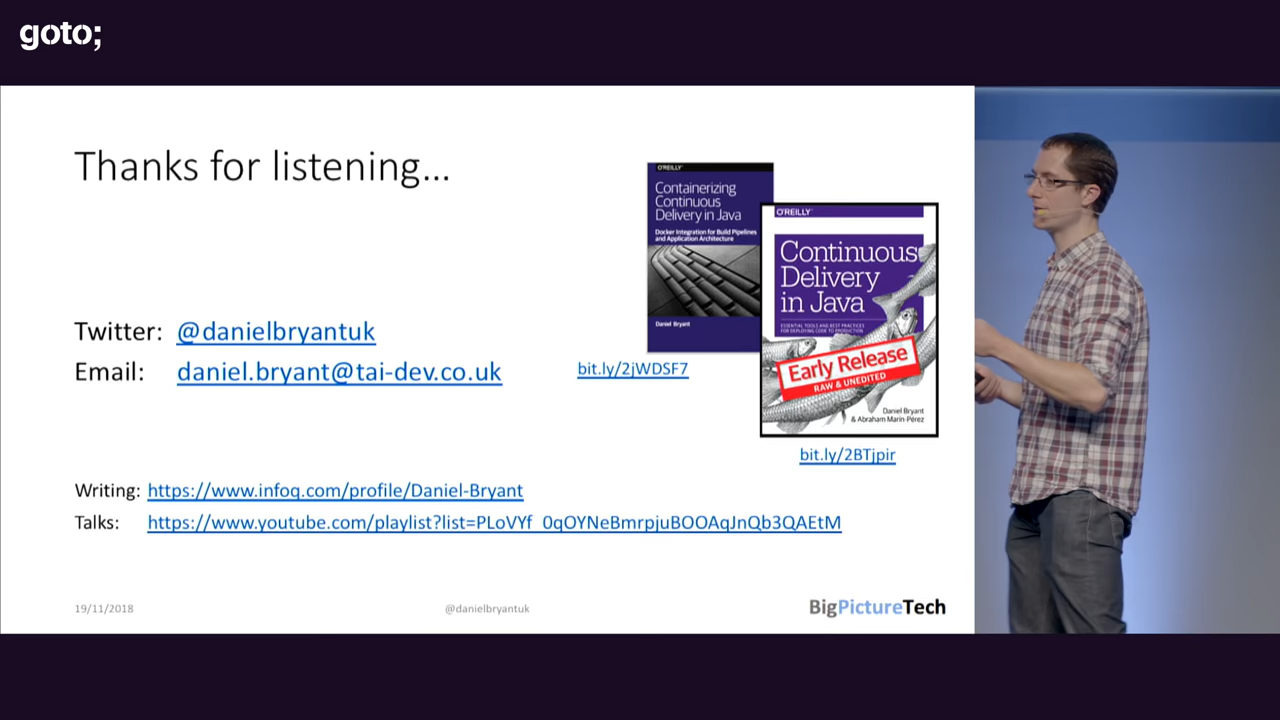 goto;
Thanks for listening…
O'REILLY
Containerizing
Continuous
Delivery in Java
Docker Integration for Build Pipelines
and Application Architecture
Daniel Bryant
O'REILLY
Continuous
Delivery
in Java
ESSENTIAL TOOLS AND BEST PRACTICES
FOR DEPLOYING CODE TO PRODUCTION
Early Release
RAW & UNEDITED
Daniel Bryant
& Abraham Marín-Pérez
Twitter: @danielbryantuk
Email: daniel.bryant@tai-dev.co.uk
bit.ly/2jWDSF7
bit.ly/2BTjpir
Writing: https://www.infoq.com/profile/Daniel-Bryant
Talks: https://www.youtube.com/playlist?list=PLoVYf_0qOYNeBmrpjuBOOAqJnQb3QAEtM
19/11/2018
@danielbryantuk
BigPictureTech